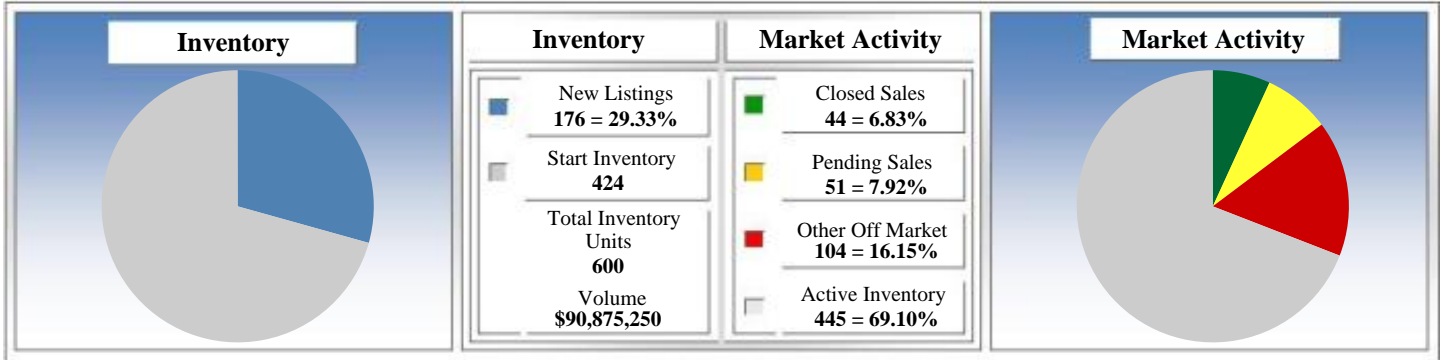 Inventory
Inventory
New Listings
176 = 29.33%
Start Inventory
424
Total Inventory
Units
600
Volume
$90,875,250
Market Activity
Closed Sales
44 = 6.83%
Pending Sales
51 = 7.92%
Other Off Market
104 = 16.15%
Active Inventory
445 = 69.10%
Market Activity